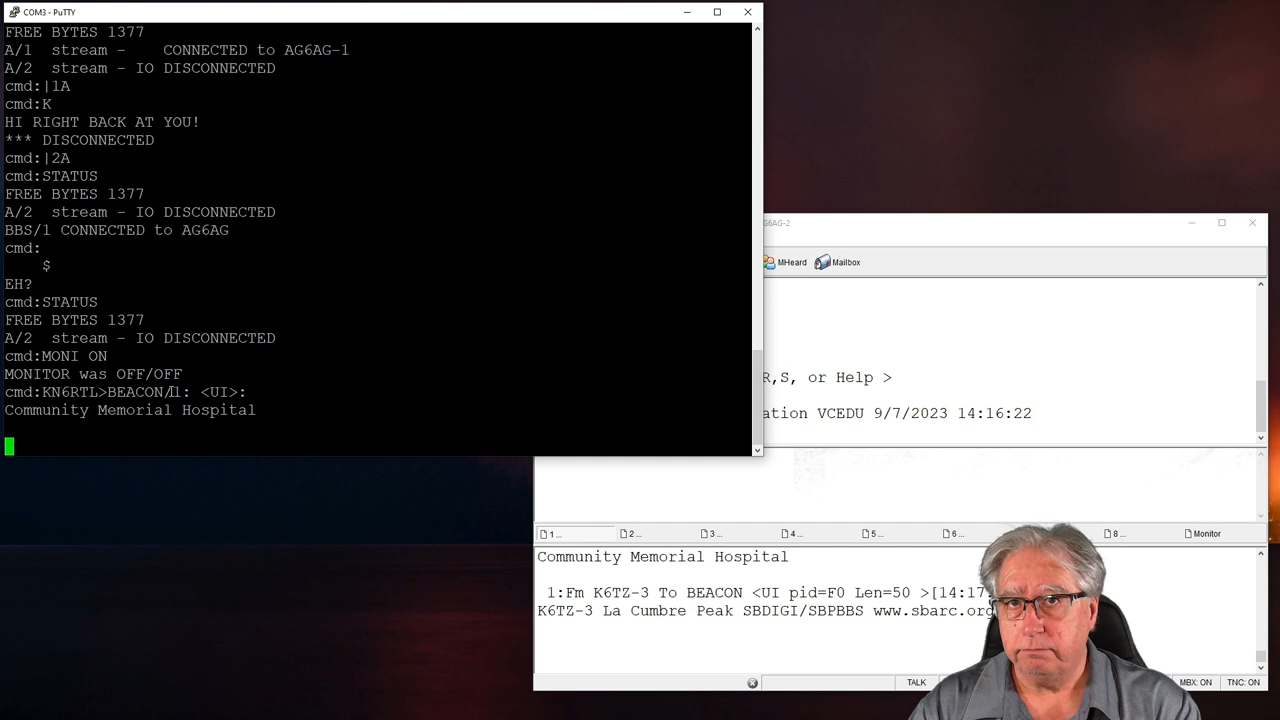 COM3 - PuTTY
FREE BYTES 1377
A/1 stream - CONNECTED to AG6AG-1
A/2 stream - IO DISCONNECTED
cmd:|1A
cmd:K
HI RIGHT BACK AT YOU!
*** DISCONNECTED
cmd:|2A
cmd:STATUS
FREE BYTES 1377
A/2 stream - IO DISCONNECTED
BBS/1 CONNECTED to AG6AG
cmd:
$
EH?
cmd:STATUS
FREE BYTES 1377
A/2 stream - IO DISCONNECTED
cmd:MONI ON
MONITOR was OFF/OFF
cmd:KN6RTL>BEACON/1: <UI>:
Community Memorial Hospital
G6AG-2
MHeard Mailbox
R,S, or Help >
ation VCEDU 9/7/2023 14:16:22
1 ... 2 ... 3 ... 4 ... 5 ... 6 ... 8 ... Monitor
Community Memorial Hospital
1:Fm K6TZ-3 To BEACON <UI pid=F0 Len=50 >[14:17
K6TZ-3 La Cumbre Peak SBDIGI/SBPBBS www.sbarc.org
TALK MBX: ON TNC: ON